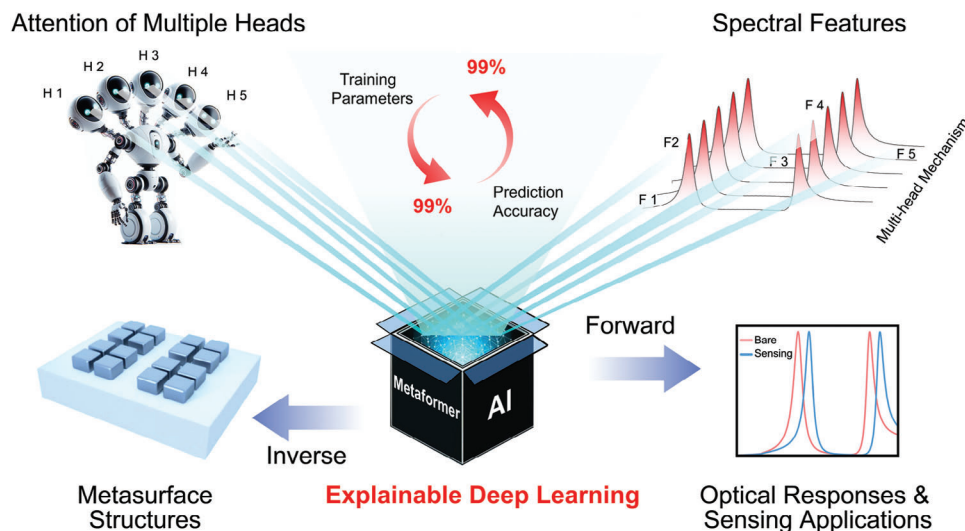 Attention of Multiple Heads
Spectral Features
H 1
H 2
H 3
H 4
H 5
Training
Parameters
99%
99%
Prediction
Accuracy
F 1
F2
F 3
F 4
F 5
Multi-head Mechanism
Metaformer
AI
Forward
Inverse
Bare
Sensing
Metasurface
Structures
Explainable Deep Learning
Optical Responses &
Sensing Applications